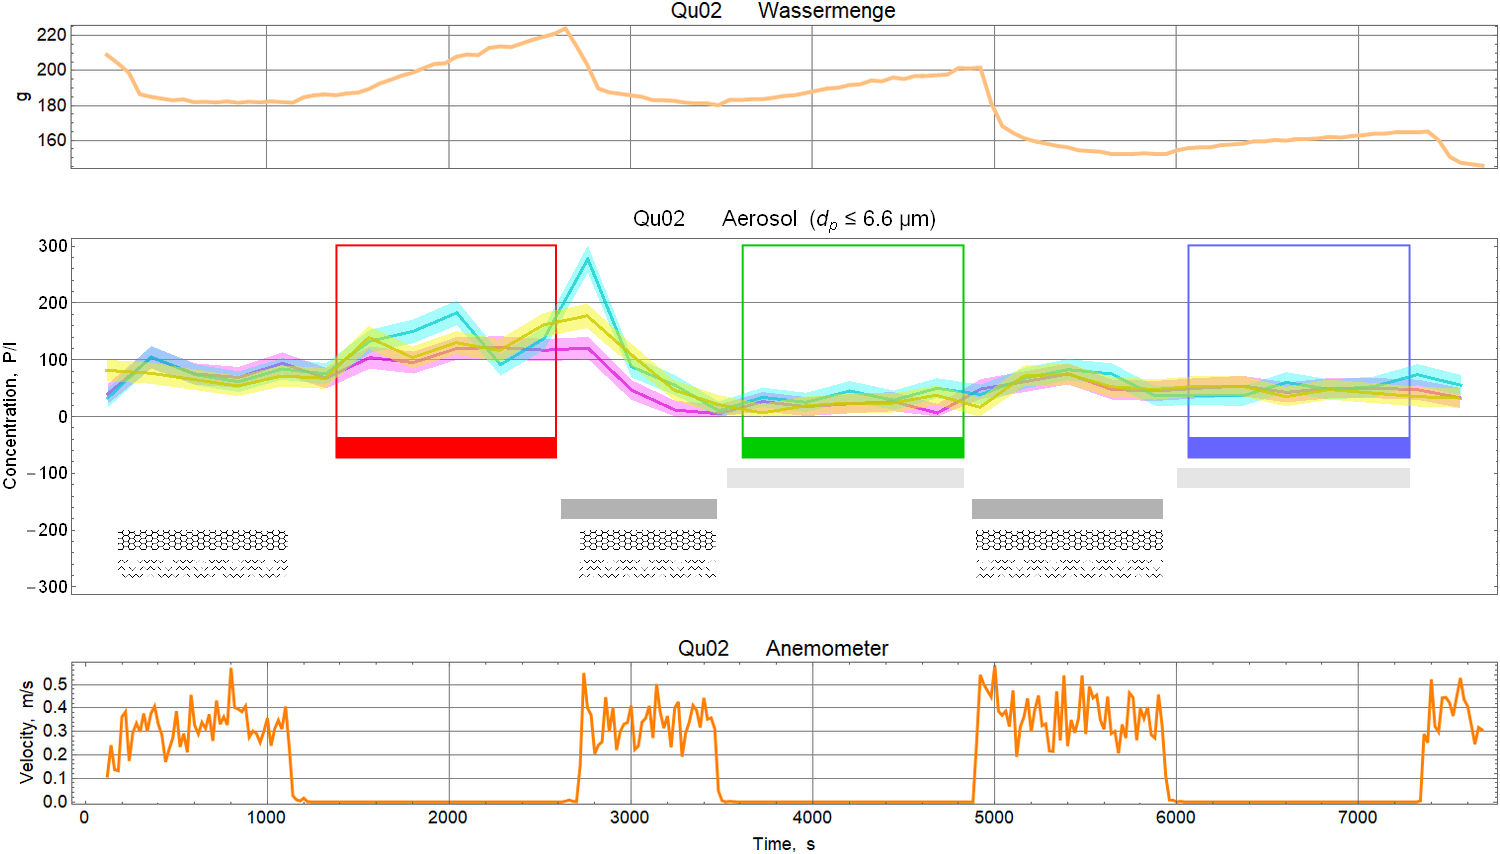 Qu02 Wassermenge
220
200
180
160
g
Qu02 Aerosol (dp ≤ 6.6 µm)
300
200
100
0
−100
−200
−300
Concentration, P/l
Qu02 Anemometer
0.5
0.4
0.3
0.2
0.1
0.0
Velocity, m/s
0 1000 2000 3000 4000 5000 6000 7000
Time, s